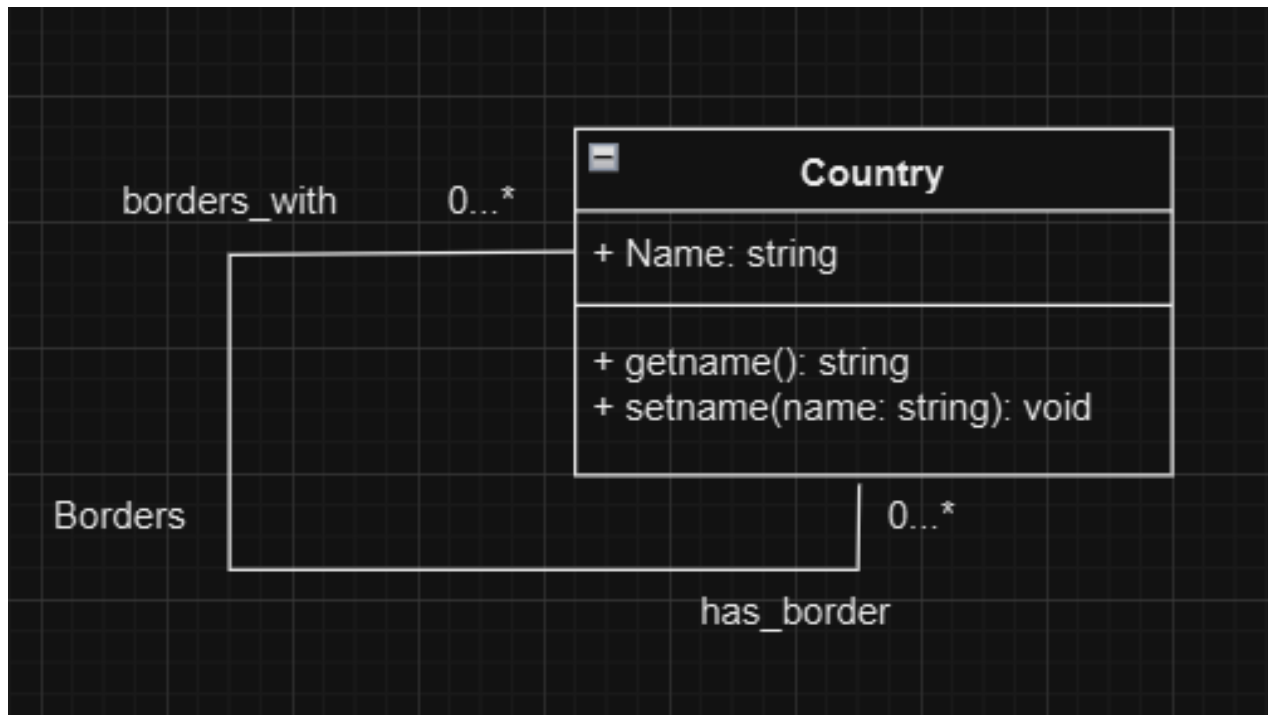 Country
borders_with 0...*
+ Name: string
+ getname(): string
+ setname(name: string): void
Borders
0...*
has_border